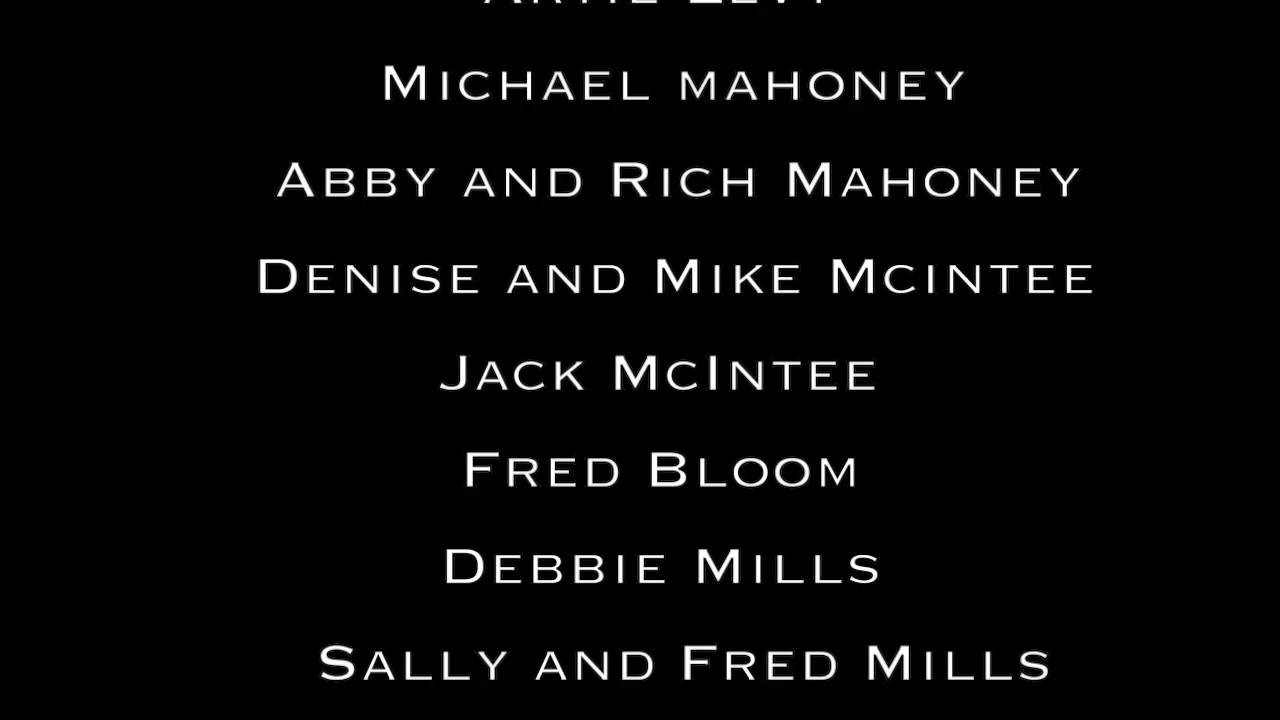 Michael mahoney
Abby and Rich Mahoney
Denise and Mike Mcintee
Jack McIntee
Fred Bloom
Debbie Mills
Sally and Fred Mills